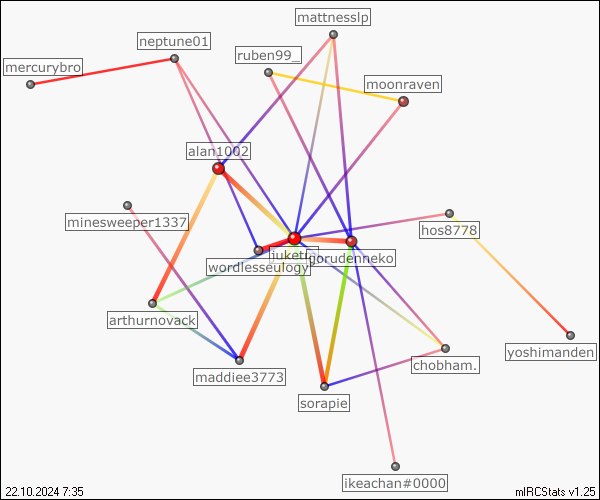 mattnesslp
neptune01
ruben99_
mercurybro
moonraven
alan1002
minesweeper1337
hos8778
gorudenneko
wordlesseulogy
arthurnovack
yoshimanden
chobham.
maddiee3773
sorapie
ikeachan#0000
22.10.2024 7:35
mIRCStats v1.25